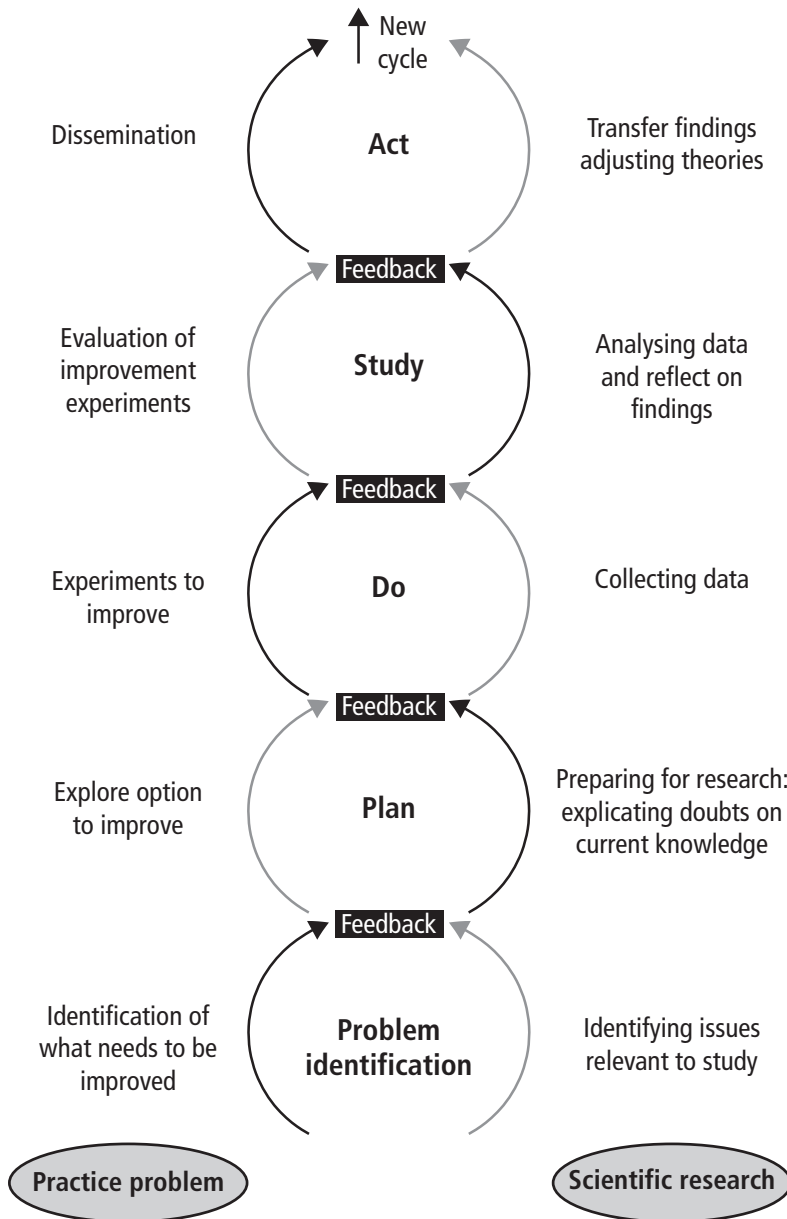 New
cycle
Dissemination
Act
Transfer findings
adjusting theories
Feedback
Evaluation of
improvement
experiments
Study
Analysing data
and reflect on
findings
Feedback
Experiments to
improve
Do
Collecting data
Feedback
Explore option
to improve
Plan
Preparing for research:
explicating doubts on
current knowledge
Feedback
Identification of
what needs to be
improved
Problem
identification
Identifying issues
relevant to study
Practice problem
Scientific research